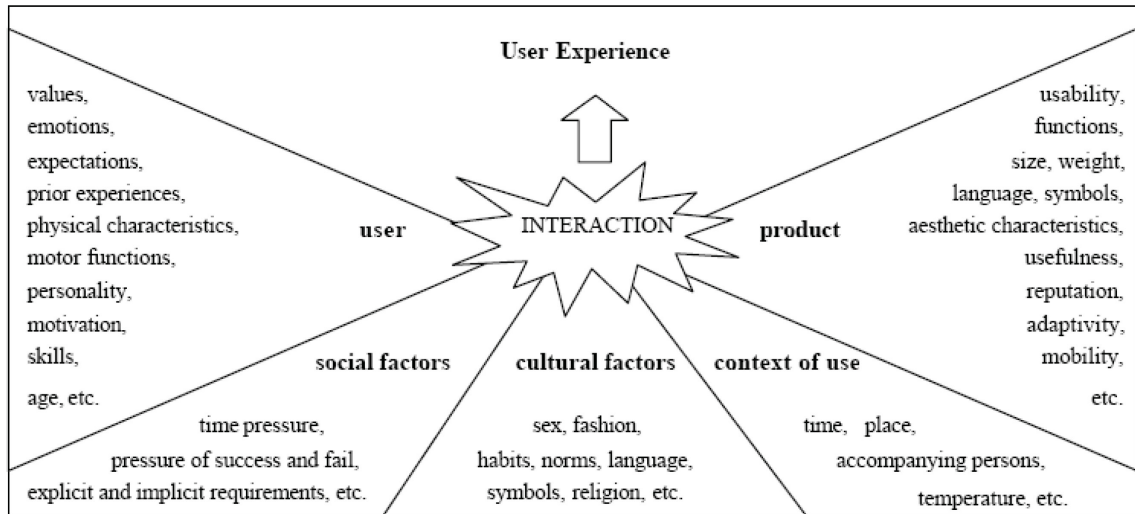 User Experience
values,
emotions,
expectations,
prior experiences,
physical characteristics,
motor functions,
personality,
motivation,
skills,
age, etc.
user
INTERACTION
product
usability,
functions,
size, weight,
language, symbols,
aesthetic characteristics,
usefulness,
reputation,
adaptivity,
mobility,
etc.
social factors
time pressure,
pressure of success and fail,
explicit and implicit requirements, etc.
cultural factors
sex, fashion,
habits, norms, language,
symbols, religion, etc.
context of use
time, place,
accompanying persons,
temperature, etc.